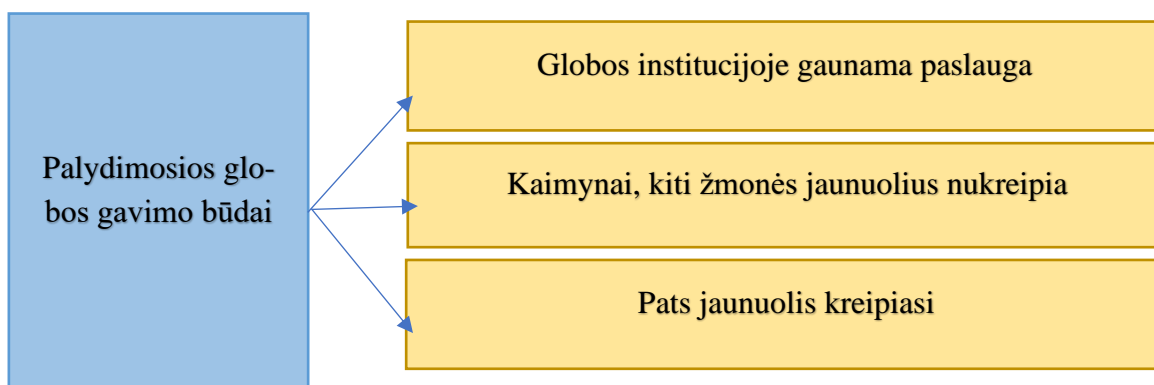 Palydimosios glo-
bos gavimo būdai
Globos institucijoje gaunama paslauga
Kaimynai, kiti žmonės jaunuolius nukreipia
Pats jaunuolis kreipiasi